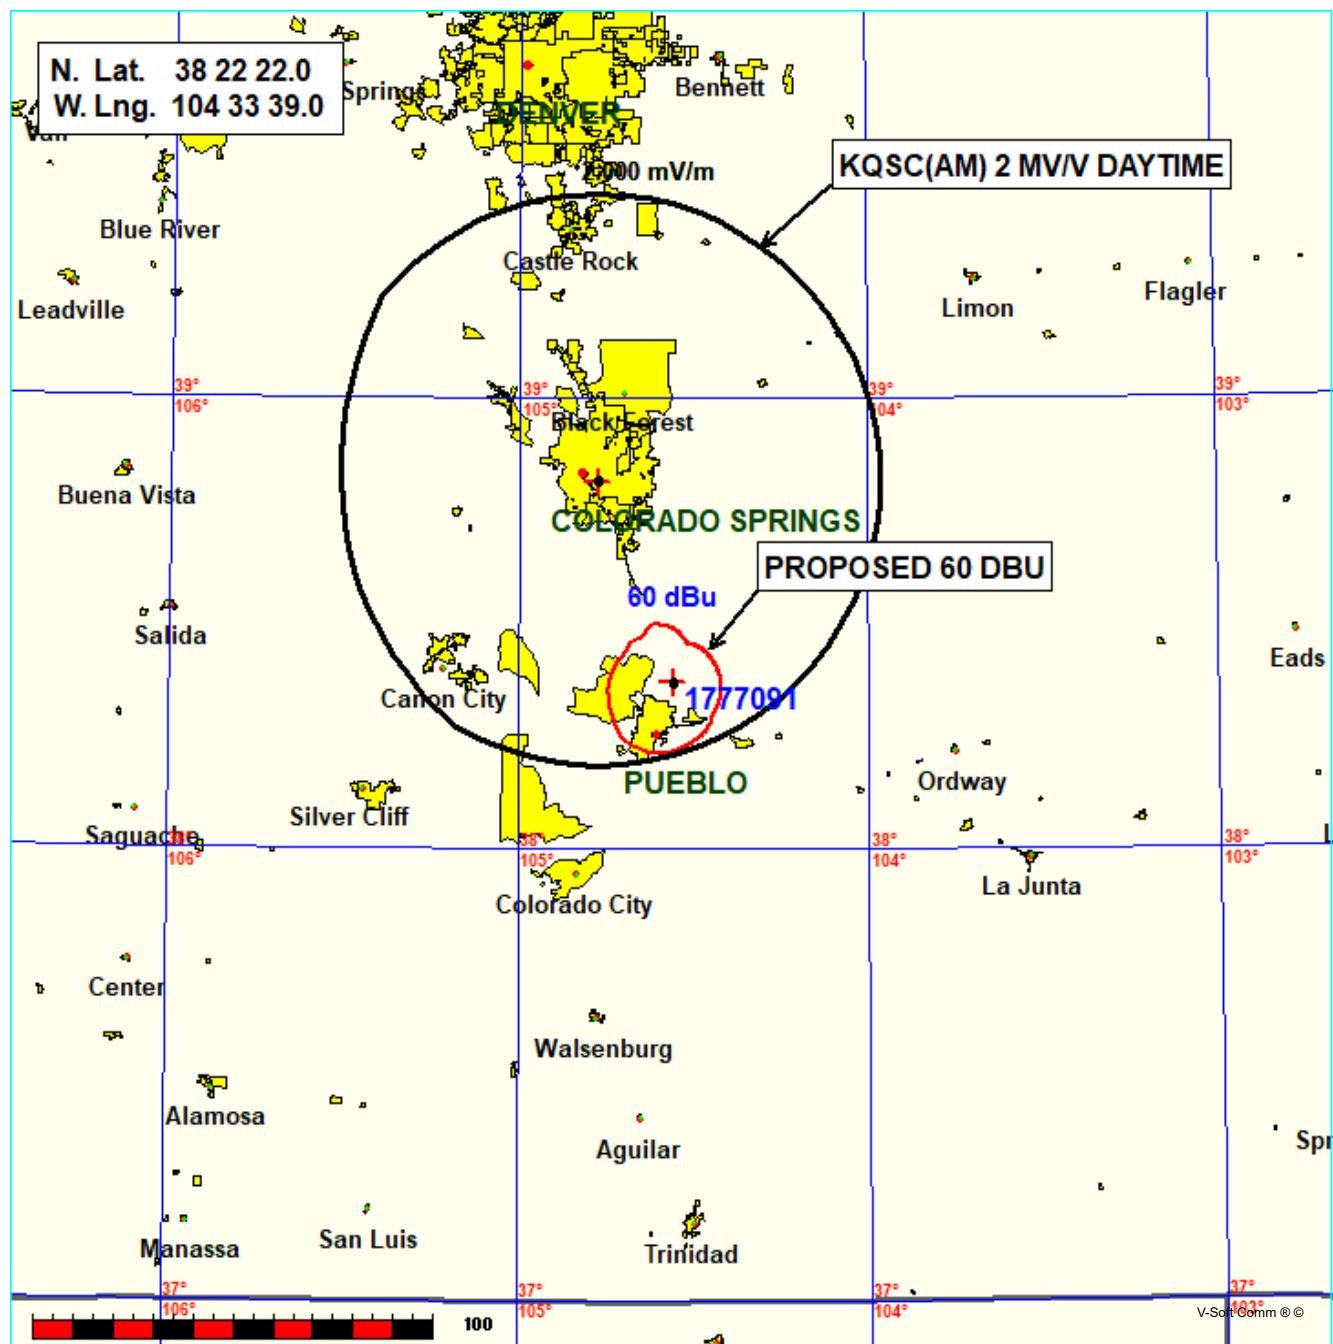 N. Lat. 38 22 22.0
W. Lng. 104 33 39.0
Springs
Bennett
DENVER
Vail
mV/m
KQSC(AM) 2 MV/V DAYTIME
Blue River
Castle Rock
Leadville
Limon
Flagler
39°
106°
39°
105°
39°
104°
39°
103°
Black Forest
Buena Vista
COLORADO SPRINGS
PROPOSED 60 DBU
60 dBu
Salida
Eads
Canon City
1777091
PUEBLO
Ordway
Silver Cliff
Saguache
38°
106°
38°
105°
38°
104°
38°
103°
L
La Junta
Colorado City
Center
Walsenburg
Alamosa
Aguilar
Spr
Manassa
San Luis
Trinidad
37°
106°
37°
105°
37°
104°
37°
103°
V-Soft Comm ® ©
100